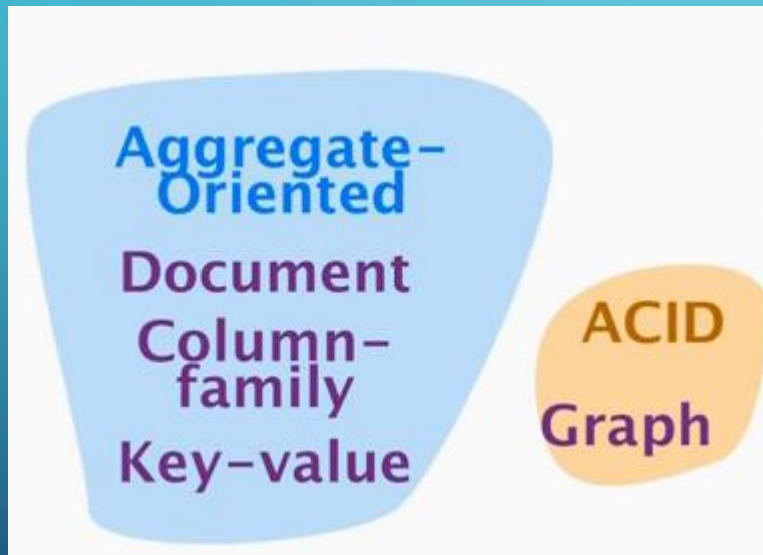 Aggregate-
Oriented
Document
Column-
family
Key-value
ACID
Graph